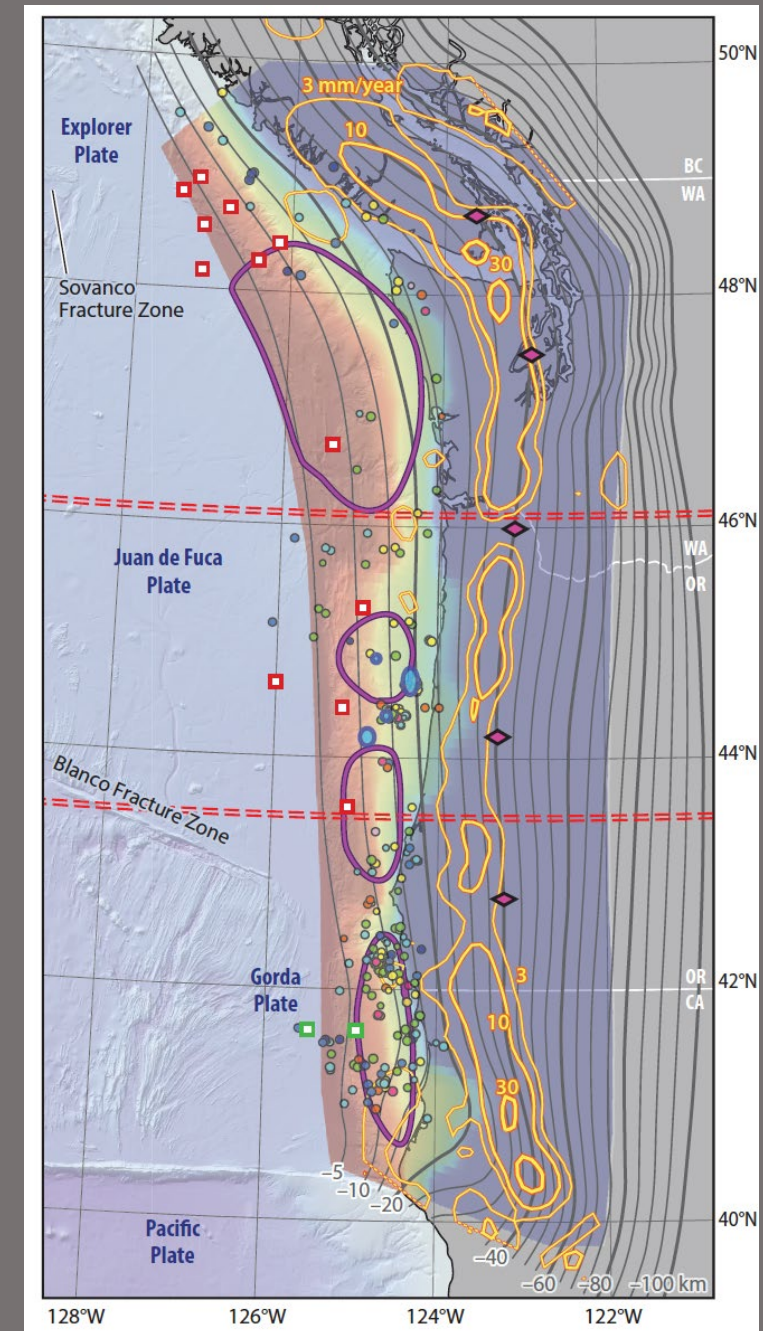 50°N
3 mm/year
Explorer
Plate
10
BC
WA
30
48°N
Sovanco
Fracture Zone
46°N
WA
OR
Juan de Fuca
Plate
44°N
Blanco Fracture Zone
Gorda
Plate
3
OR
CA
42°N
10
30
–5
–10
–20
40°N
Pacific
Plate
–40
–60
–80
–100 km
128°W
126°W
124°W
122°W